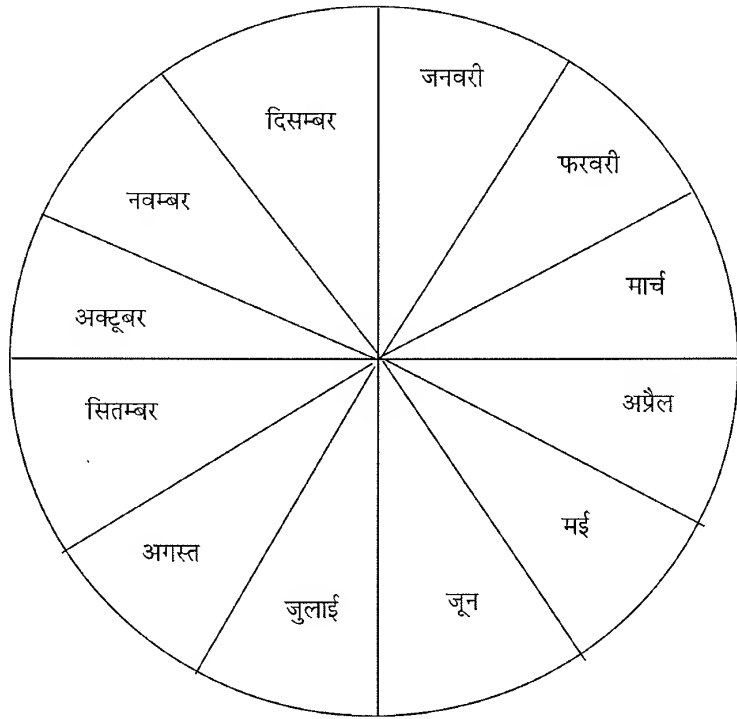 जनवरी
फरवरी
मार्च
अप्रैल
मई
जून
जुलाई
अगस्त
सितम्बर
अक्टूबर
नवम्बर
दिसम्बर